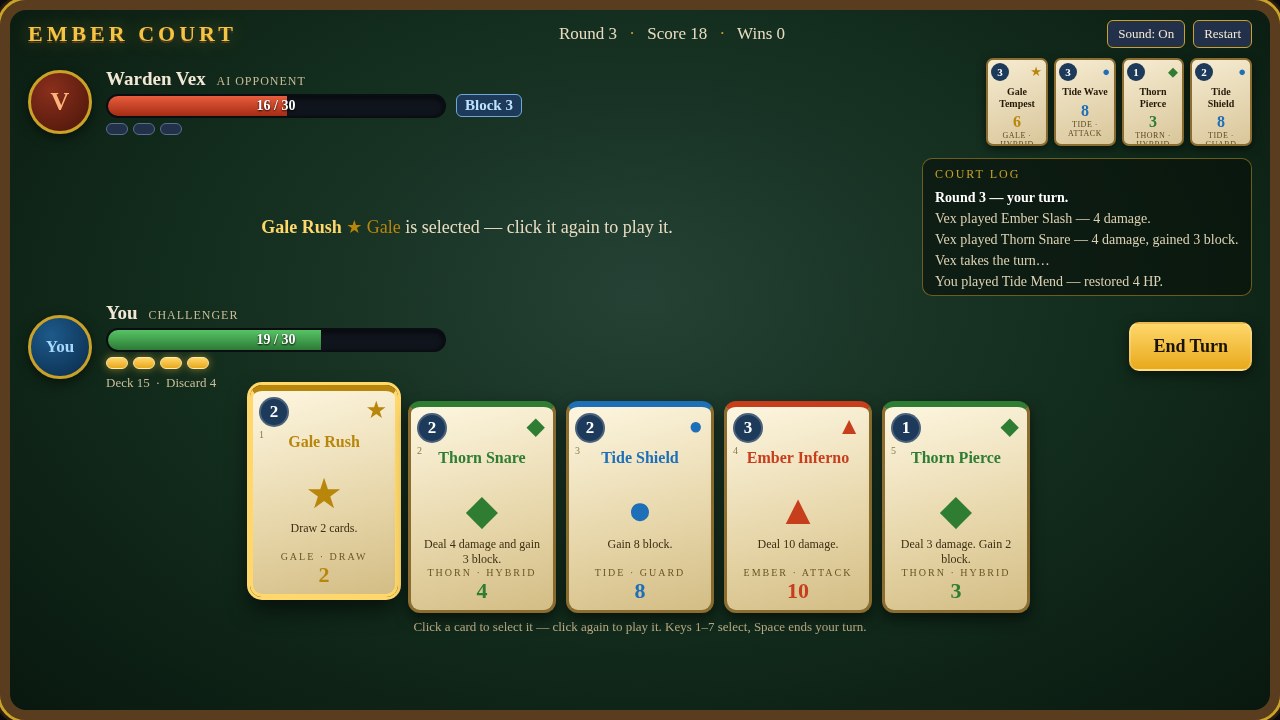 EMBER COURT
Round 3 · Score 18 · Wins 0
Sound: On
Restart
V
Warden Vex AI OPPONENT
16 / 30
Block 3
3 ★
Gale Tempest
6
GALE · HYBRID
3 ●
Tide Wave
8
TIDE · ATTACK
1 ◆
Thorn Pierce
3
THORN · HYBRID
2 ●
Tide Shield
8
TIDE · GUARD
COURT LOG
Round 3 — your turn.
Vex played Ember Slash — 4 damage.
Vex played Thorn Snare — 4 damage, gained 3 block.
Vex takes the turn…
You played Tide Mend — restored 4 HP.
Gale Rush ★ Gale is selected — click it again to play it.
You
You CHALLENGER
19 / 30
Deck 15 · Discard 4
End Turn
2 ★
1
Gale Rush
★
Draw 2 cards.
GALE · DRAW
2
2 ◆
2
Thorn Snare
◆
Deal 4 damage and gain
3 block.
THORN · HYBRID
4
2 ●
3
Tide Shield
●
Gain 8 block.
TIDE · GUARD
8
3 ▲
4
Ember Inferno
▲
Deal 10 damage.
EMBER · ATTACK
10
1 ◆
5
Thorn Pierce
◆
Deal 3 damage. Gain 2
block.
THORN · HYBRID
3
Click a card to select it — click again to play it. Keys 1–7 select, Space ends your turn.